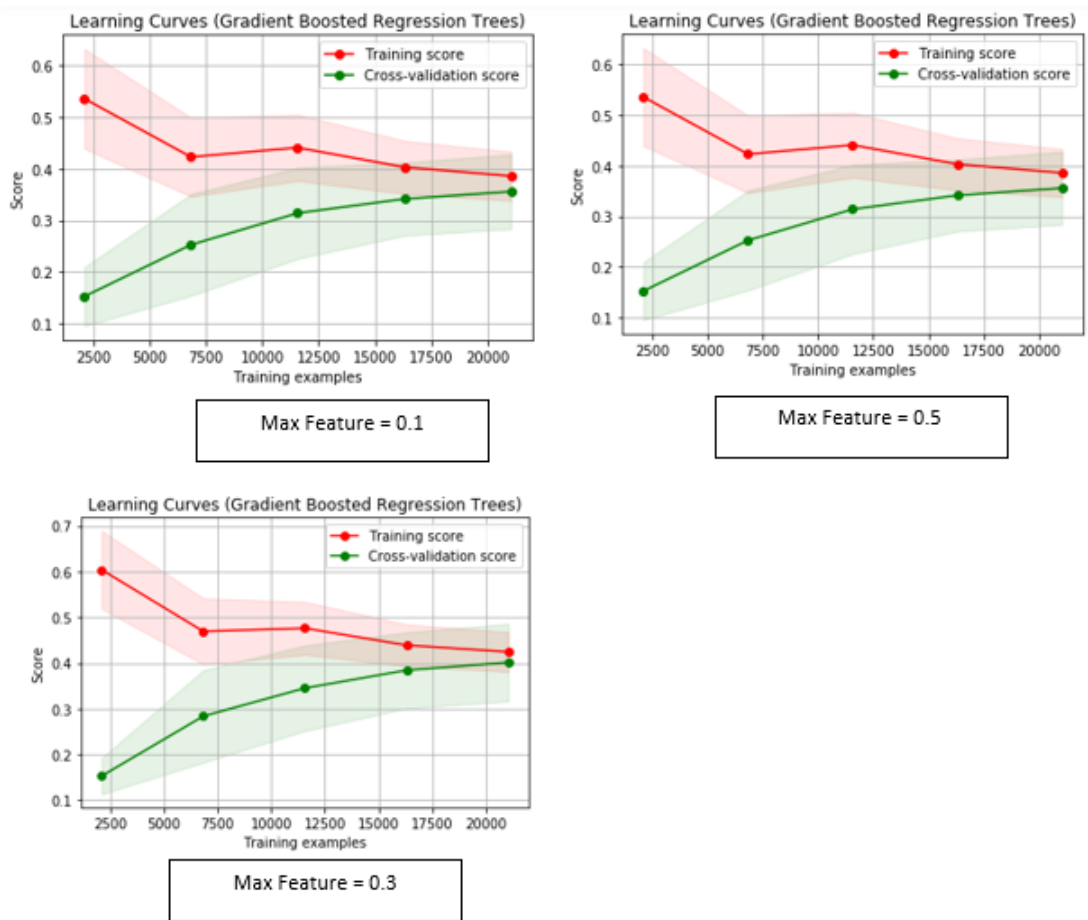 Learning Curves (Gradient Boosted Regression Trees)
Training score
Cross-validation score
0.6
0.5
0.4
0.3
0.2
0.1
Score
2500 5000 7500 10000 12500 15000 17500 20000
Training examples
Max Feature = 0.1
Learning Curves (Gradient Boosted Regression Trees)
Training score
Cross-validation score
0.6
0.5
0.4
0.3
0.2
0.1
Score
2500 5000 7500 10000 12500 15000 17500 20000
Training examples
Max Feature = 0.5
Learning Curves (Gradient Boosted Regression Trees)
Training score
Cross-validation score
0.7
0.6
0.5
0.4
0.3
0.2
0.1
Score
2500 5000 7500 10000 12500 15000 17500 20000
Training examples
Max Feature = 0.3